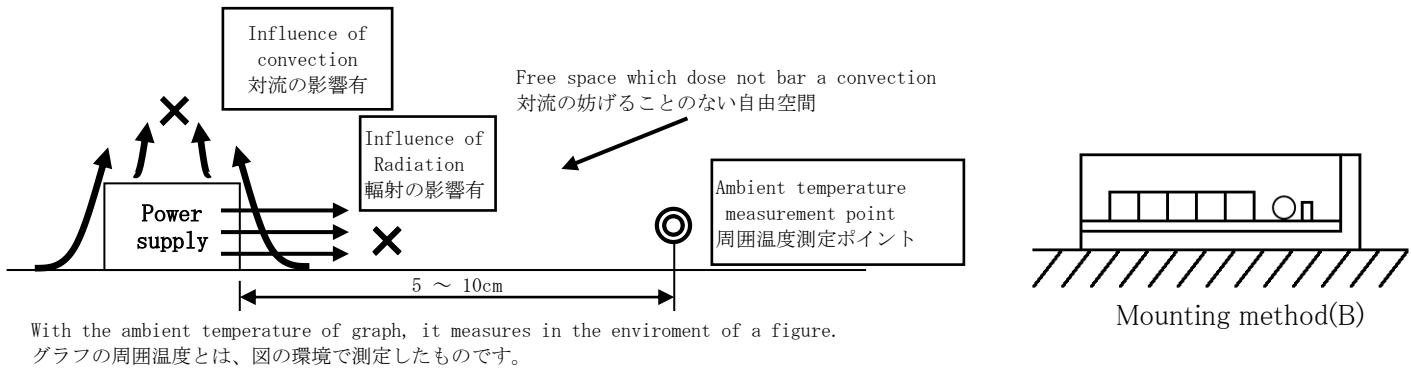 Influence of
convection
対流の影響有
Free space which dose not bar a convection
対流の妨げることのない自由空間
Influence of
Radiation
輻射の影響有
Ambient temperature
measurement point
周囲温度測定ポイント
Power
supply
5 ～ 10cm
With the ambient temperature of graph, it measures in the enviroment of a figure.
グラフの周囲温度とは、図の環境で測定したものです。
Mounting method(B)